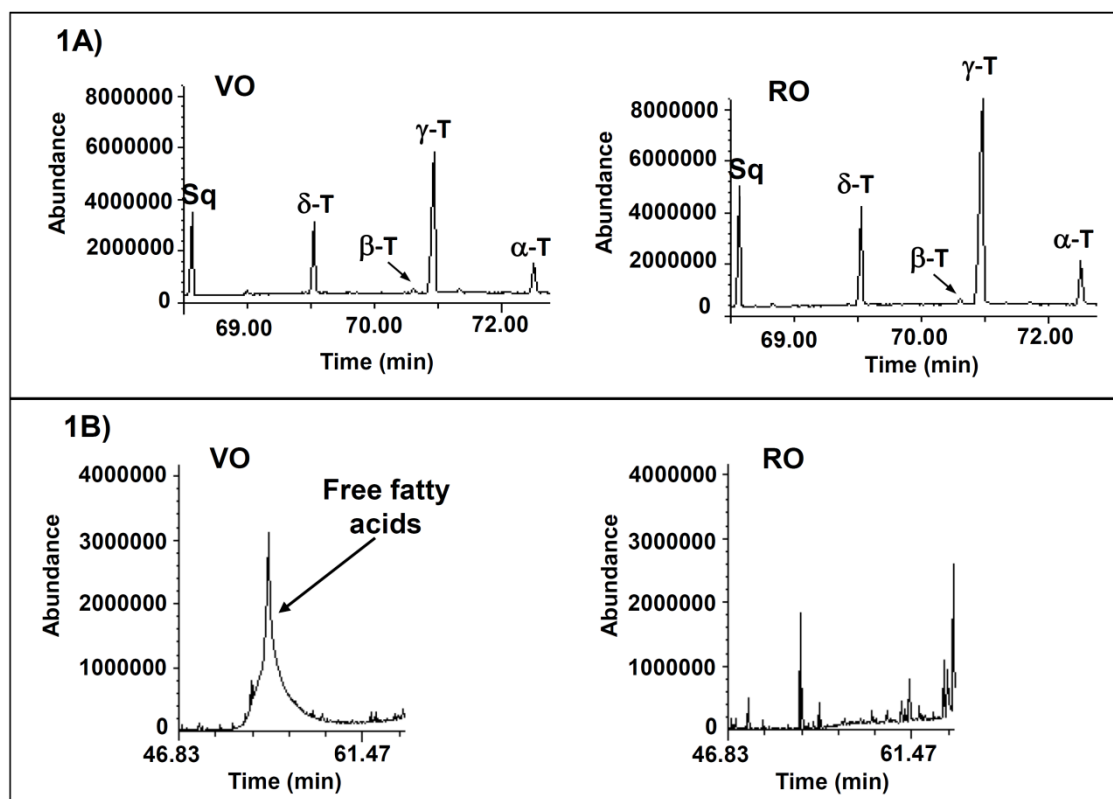 1A)
VO
Abundance
8000000
6000000
4000000
2000000
0
Sq
δ-T
β-T
γ-T
α-T
69.00
70.00
72.00
Time (min)
RO
Abundance
8000000
6000000
4000000
2000000
0
Sq
δ-T
β-T
γ-T
α-T
69.00
70.00
72.00
Time (min)
1B)
VO
Abundance
4000000
3000000
2000000
1000000
0
Free fatty
acids
46.83
61.47
Time (min)
RO
Abundance
4000000
3000000
2000000
1000000
0
46.83
61.47
Time (min)